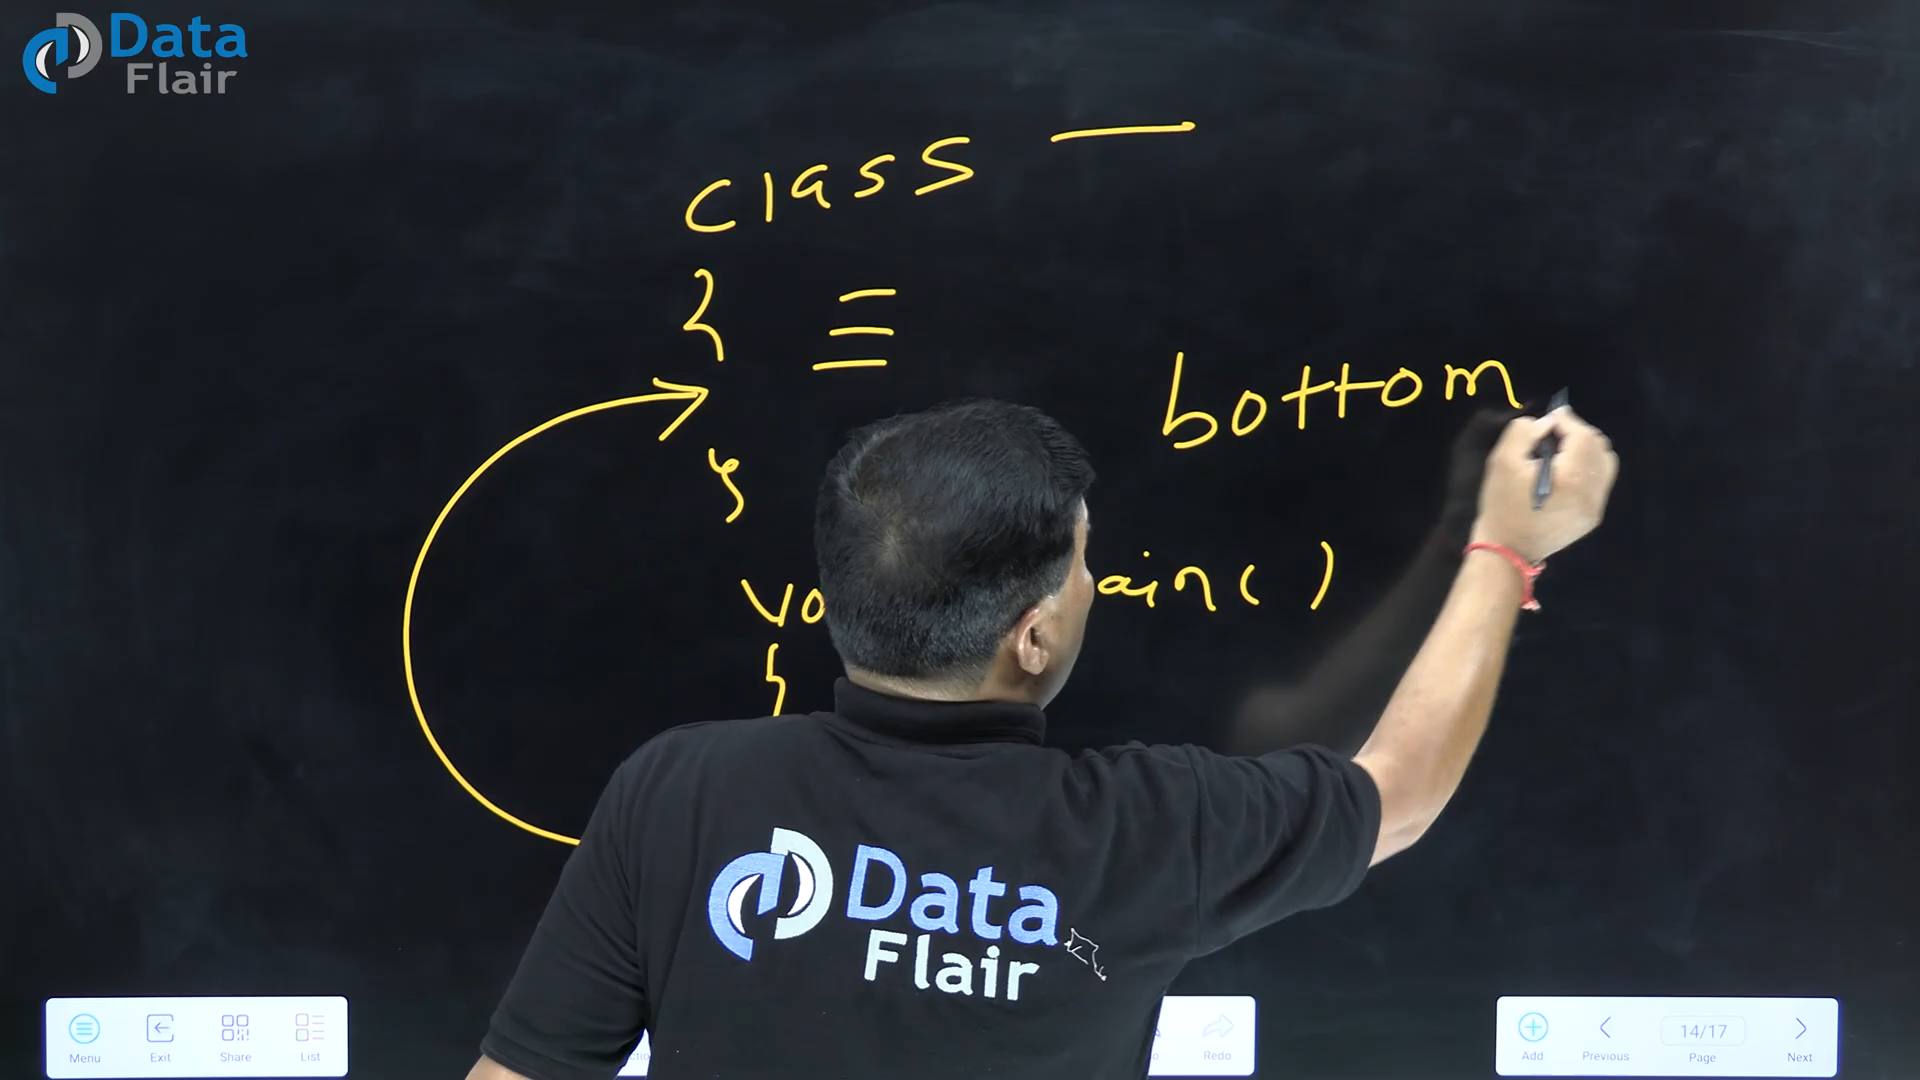 Data
Flair
class
{
bottom
}
ain( )
{
Data
Flair
Menu
Exit
Share
List
Redo
Add
Previous
14/17
Page
Next